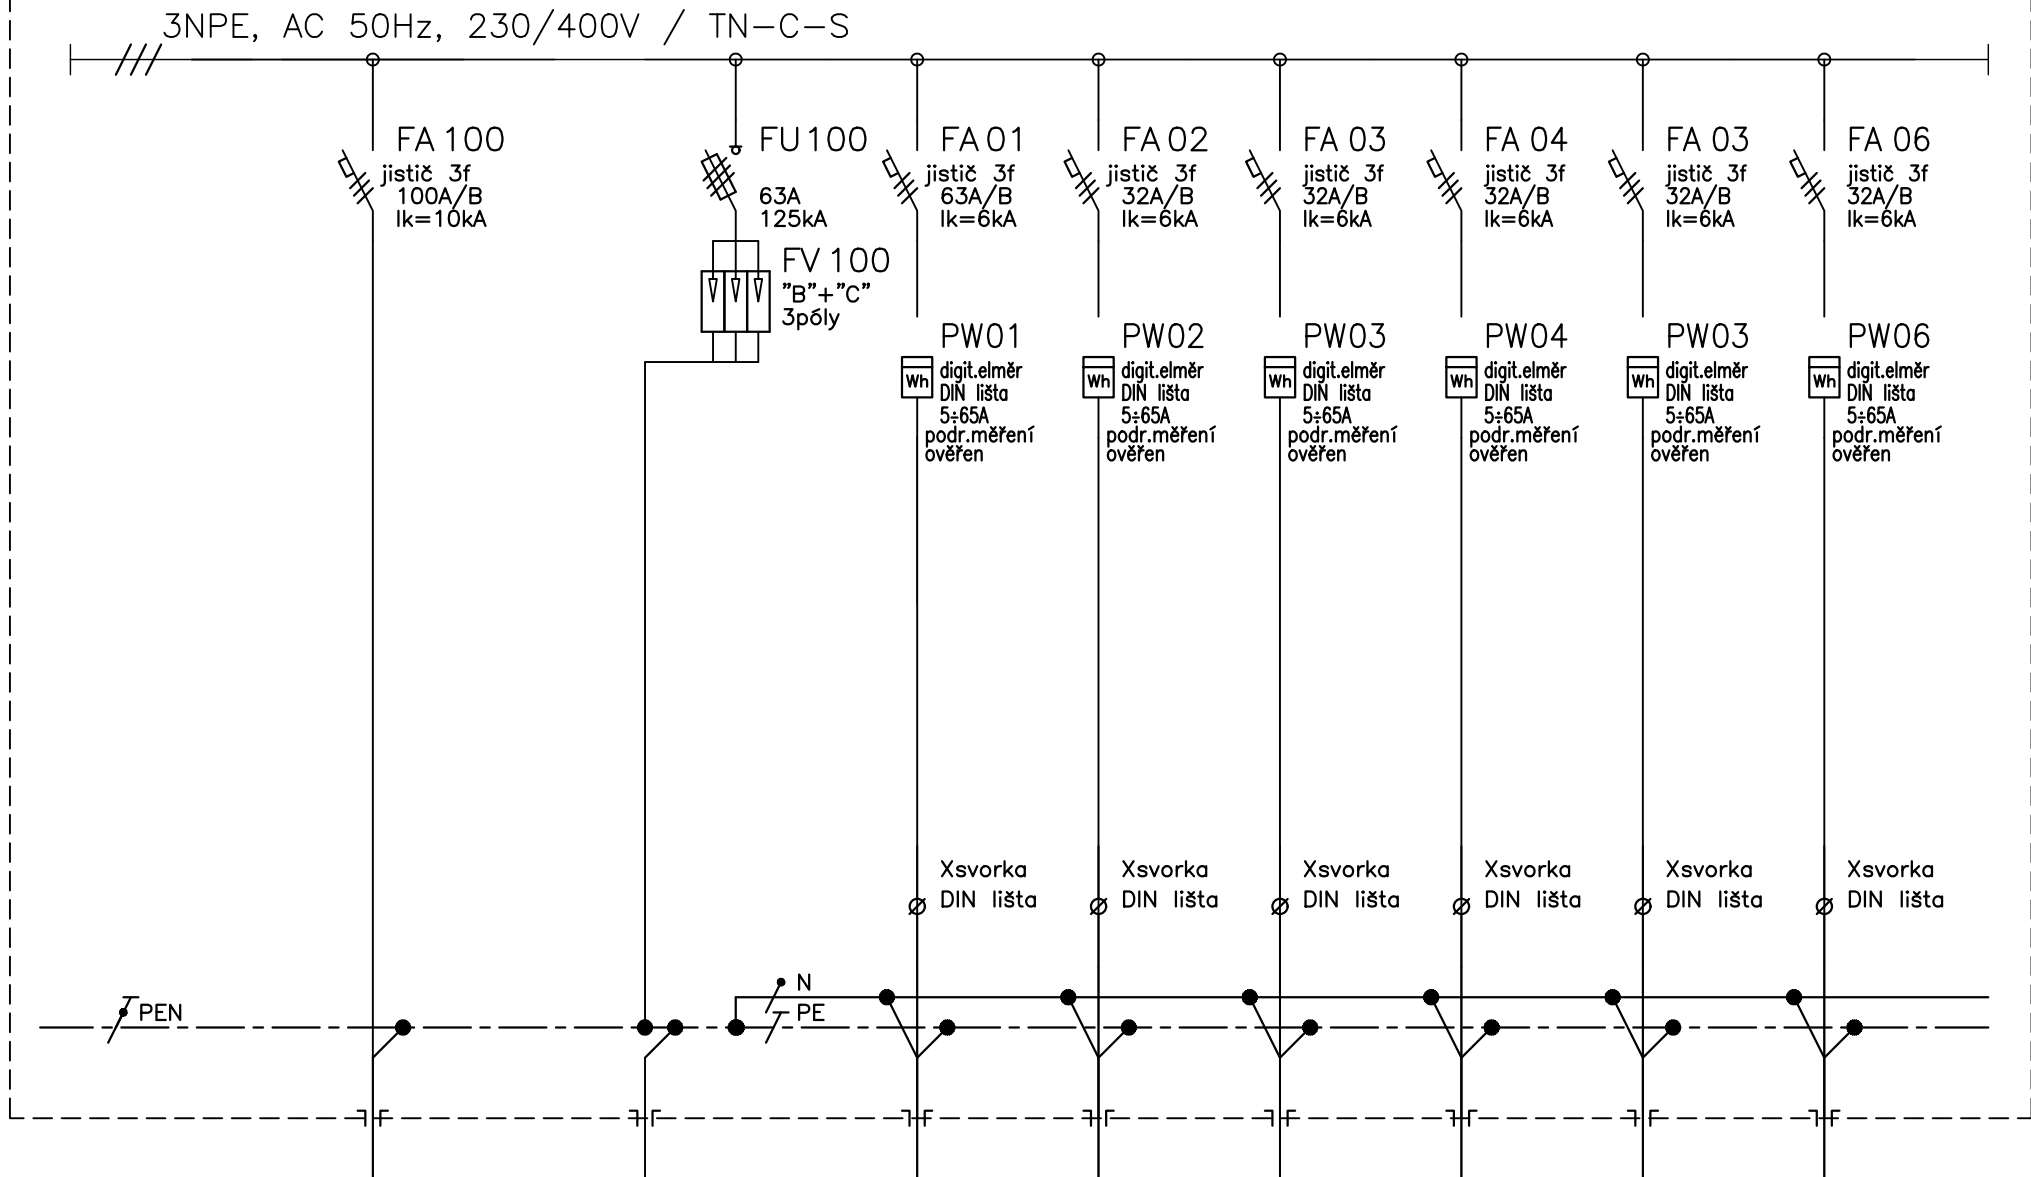 3NPE, AC 50Hz, 230/400V / TN-C-S
FA 100
jistič 3f
100A/B
Ik=10kA
FU 100
63A
125kA
FV 100
"B"+"C"
3póly
FA 01
jistič 3f
63A/B
Ik=6kA
FA 02
jistič 3f
32A/B
Ik=6kA
FA 03
jistič 3f
32A/B
Ik=6kA
FA 04
jistič 3f
32A/B
Ik=6kA
FA 03
jistič 3f
32A/B
Ik=6kA
FA 06
jistič 3f
32A/B
Ik=6kA
PW01
Wh
digit.elměr
DIN lišta
5÷65A
podr.měření
ověřen
PW02
Wh
digit.elměr
DIN lišta
5÷65A
podr.měření
ověřen
PW03
Wh
digit.elměr
DIN lišta
5÷65A
podr.měření
ověřen
PW04
Wh
digit.elměr
DIN lišta
5÷65A
podr.měření
ověřen
PW03
Wh
digit.elměr
DIN lišta
5÷65A
podr.měření
ověřen
PW06
Wh
digit.elměr
DIN lišta
5÷65A
podr.měření
ověřen
Xsvorka
DIN lišta
Xsvorka
DIN lišta
Xsvorka
DIN lišta
Xsvorka
DIN lišta
Xsvorka
DIN lišta
Xsvorka
DIN lišta
N
PEN
PE